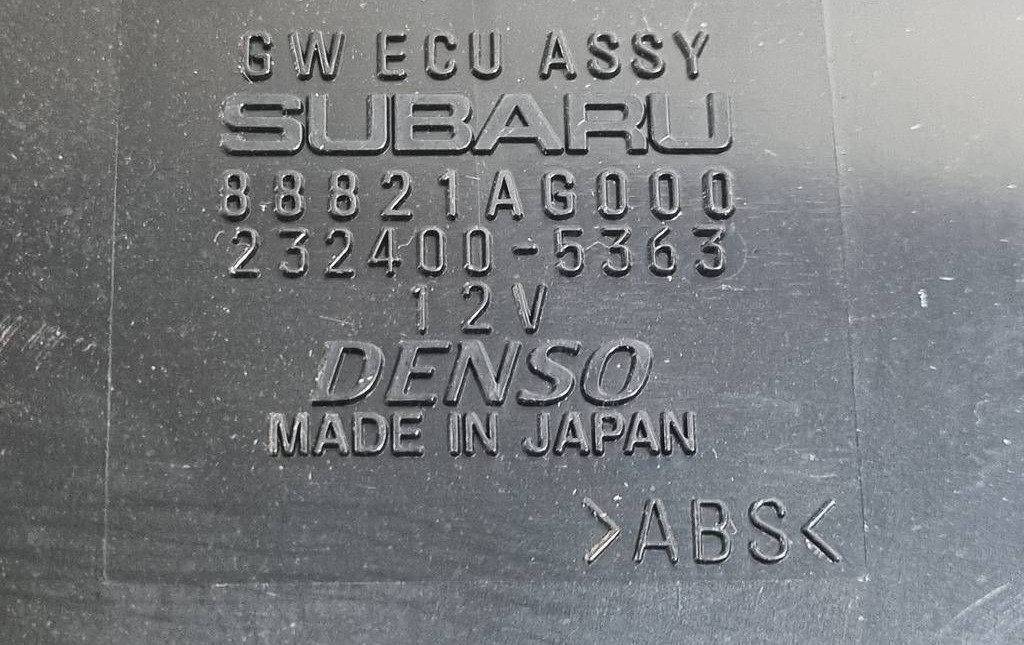 GW ECU ASSY
SUBARU
88821AG000
232400-5363
12V
DENSO
MADE IN JAPAN
>ABS<